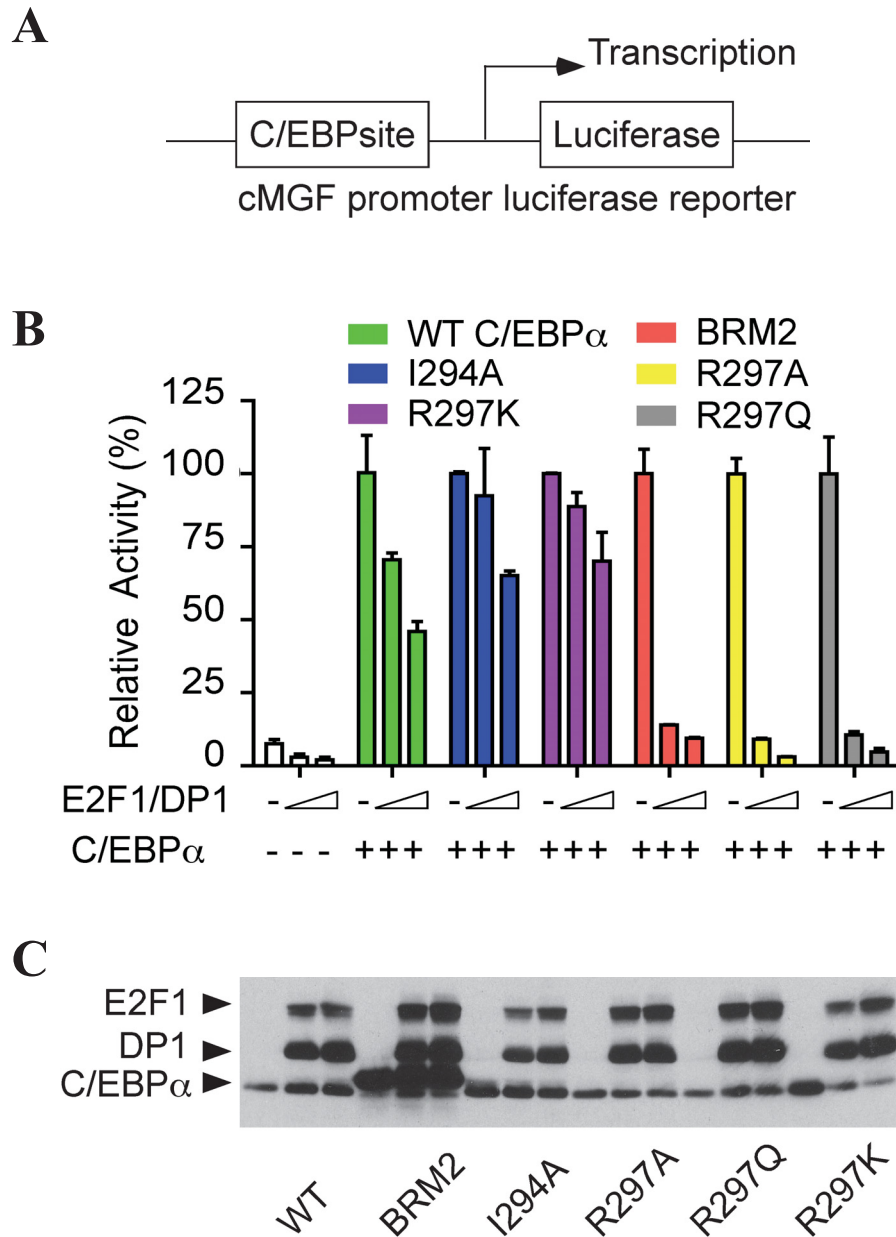 A
Transcription
C/EBPsite
Luciferase
cMGF promoter luciferase reporter
B
WT C/EBPα
BRM2
I294A
R297A
R297K
R297Q
Relative Activity (%)
125
100
75
50
25
0
E2F1/DP1
- - - - - - -
C/EBPα
- - - +++ +++ +++ +++ +++ +++
C
E2F1
DP1
C/EBPα
WT
BRM2
I294A
R297A
R297Q
R297K